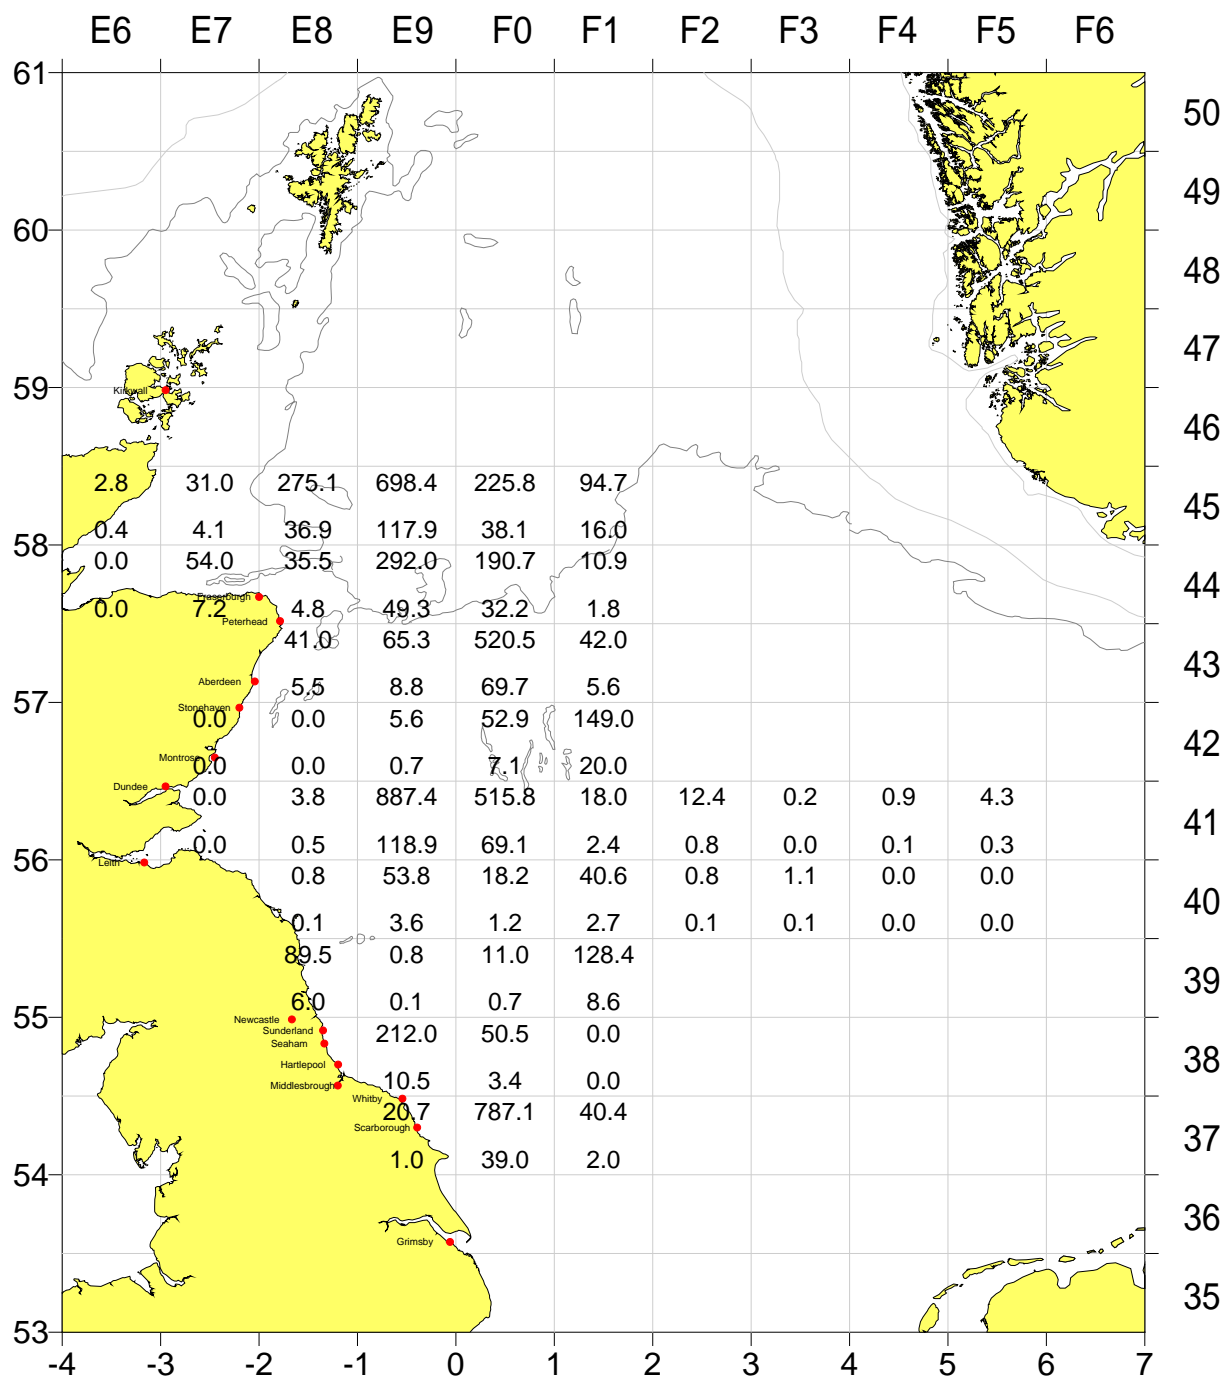 E6 E7 E8 E9 F0 F1 F2 F3 F4 F5 F6
61
50
49
60
48
47
59
Kirkwall
46
2.8 31.0 275.1 698.4 225.8 94.7
45
0.4 4.1 36.9 117.9 38.1 16.0
58
0.0 54.0 35.5 292.0 190.7 10.9
44
Fraserburgh
0.0 7.2 4.8 49.3 32.2 1.8
Peterhead
41.0 65.3 520.5 42.0
43
Aberdeen
5.5 8.8 69.7 5.6
57
Stonehaven
0.0 0.0 5.6 52.9 149.0
42
Montrose
0.0 0.0 0.7 7.1 20.0
Dundee
0.0 3.8 887.4 515.8 18.0 12.4 0.2 0.9 4.3
41
0.0 0.5 118.9 69.1 2.4 0.8 0.0 0.1 0.3
56
Leith
0.8 53.8 18.2 40.6 0.8 1.1 0.0 0.0
40
0.1 3.6 1.2 2.7 0.1 0.1 0.0 0.0
89.5 0.8 11.0 128.4
39
6.0 0.1 0.7 8.6
55
Newcastle
Sunderland
212.0 50.5 0.0
Seaham
38
Hartlepool
10.5 3.4 0.0
Middlesbrough
Whitby
20.7 787.1 40.4
Scarborough
37
1.0 39.0 2.0
54
36
Grimsby
35
53
-4 -3 -2 -1 0 1 2 3 4 5 6 7